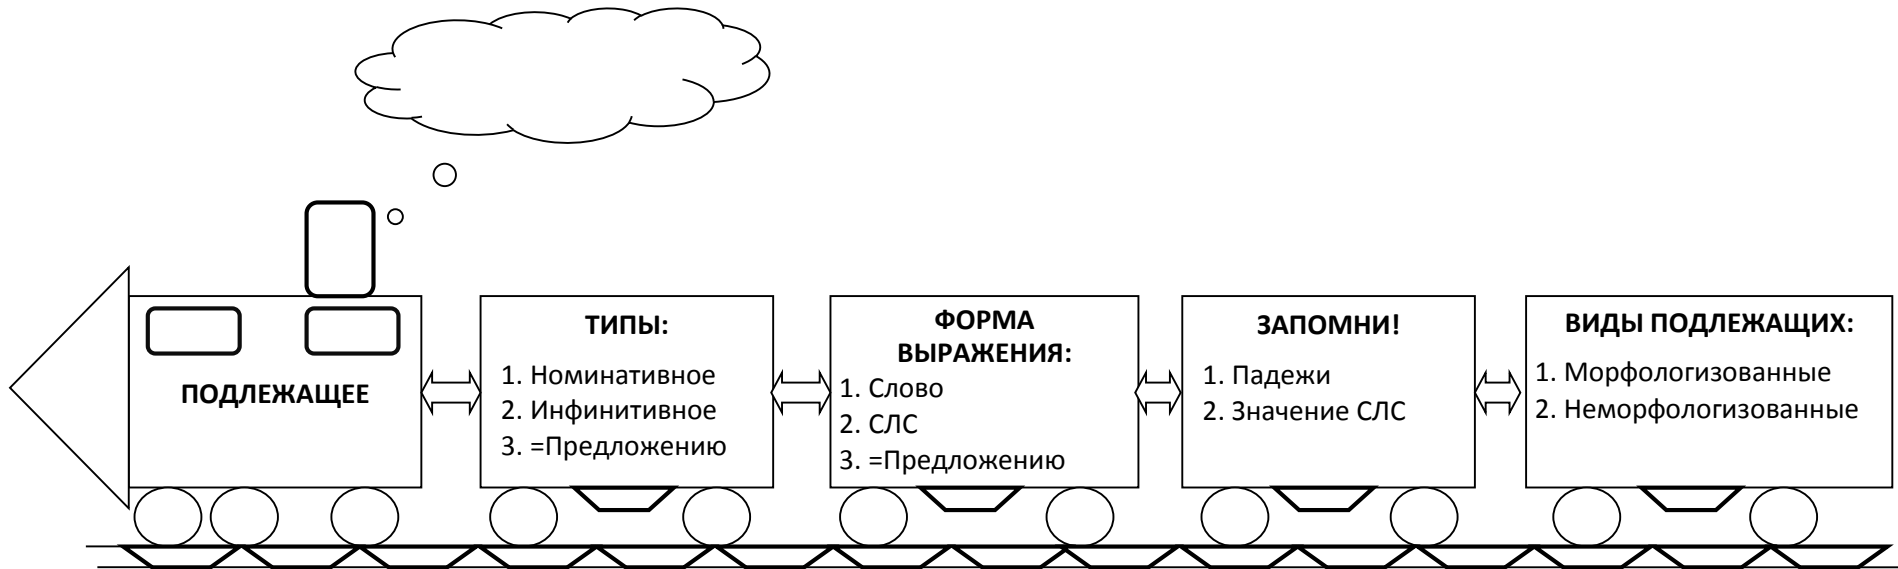 ПОДЛЕЖАЩЕЕ
ТИПЫ:
1. Номинативное
2. Инфинитивное
3. =Предложению
ФОРМА
ВЫРАЖЕНИЯ:
1. Слово
2. СЛС
3. =Предложению
ЗАПОМНИ!
1. Падежи
2. Значение СЛС
ВИДЫ ПОДЛЕЖАЩИХ:
1. Морфологизованные
2. Неморфологизованные